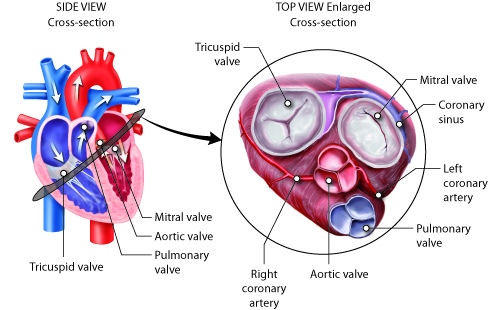 SIDE VIEW
Cross-section
TOP VIEW Enlarged
Cross-section
Tricuspid
valve
Mitral valve
Coronary
sinus
Left
coronary
artery
Pulmonary
valve
Aortic valve
Right
coronary
artery
Mitral valve
Aortic valve
Pulmonary
valve
Tricuspid valve